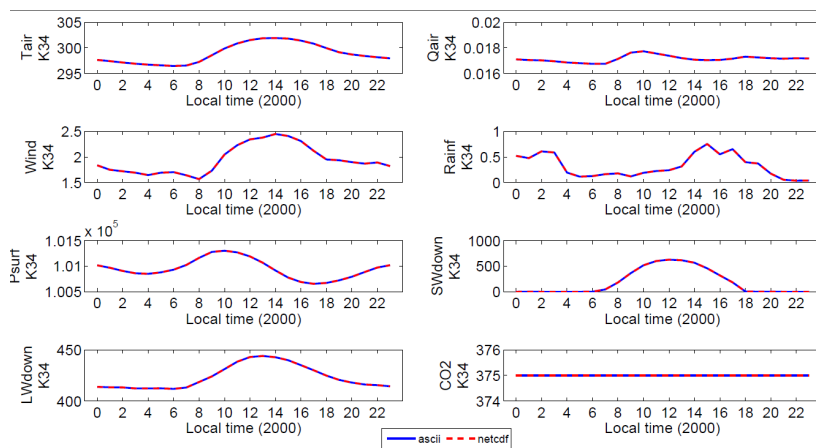 305
300
295
Tair
K34
0 2 4 6 8 10 12 14 16 18 20 22
Local time (2000)
0.02
0.018
0.016
Qair
K34
0 2 4 6 8 10 12 14 16 18 20 22
Local time (2000)
2.5
2
1.5
Wind
K34
0 2 4 6 8 10 12 14 16 18 20 22
Local time (2000)
1
0.5
0
Rainf
K34
0 2 4 6 8 10 12 14 16 18 20 22
Local time (2000)
x 10^5
1.015
1.01
1.005
Psurf
K34
0 2 4 6 8 10 12 14 16 18 20 22
Local time (2000)
1000
500
0
SWdown
K34
0 2 4 6 8 10 12 14 16 18 20 22
Local time (2000)
450
400
LWdown
K34
0 2 4 6 8 10 12 14 16 18 20 22
Local time (2000)
376
375
374
CO2
K34
0 2 4 6 8 10 12 14 16 18 20 22
Local time (2000)
ascii netcdf